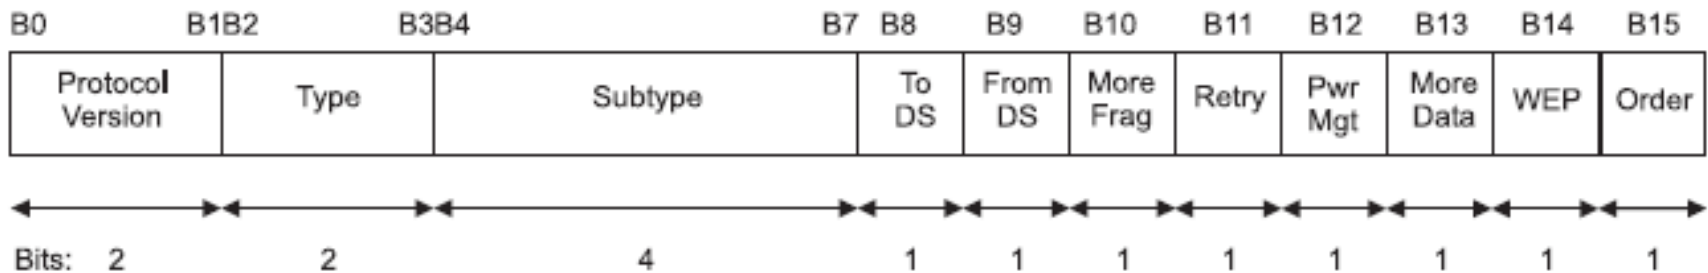 B0 B1B2 B3B4 B7 B8 B9 B10 B11 B12 B13 B14 B15
Protocol Version Type Subtype To DS From DS More Frag Retry Pwr Mgt More Data WEP Order
Bits: 2 2 4 1 1 1 1 1 1 1 1